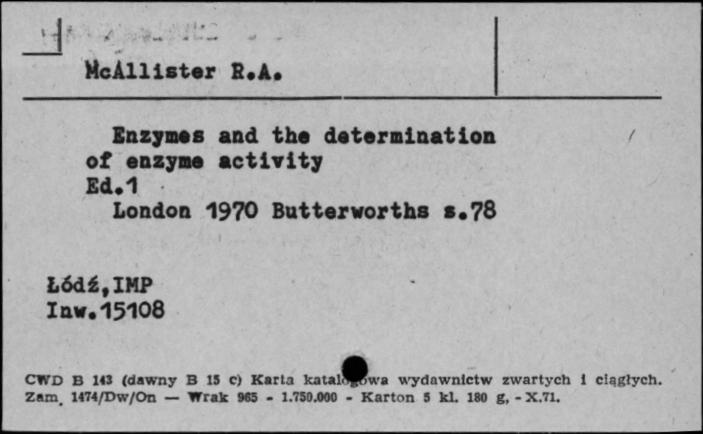 McAllister R.A.
Enzymes and the determination
of enzyme activity
Ed.1
London 1970 Butterworths s.78
Łódź,IMP
Inw.15108
CWD B 143 (dawny B 15 c) Karta katalogowa wydawnictw zwartych i ciągłych.
Zam. 1474/Dw/On — Wrak 965 - 1.750.000 - Karton 5 kl. 180 g, - X.71.